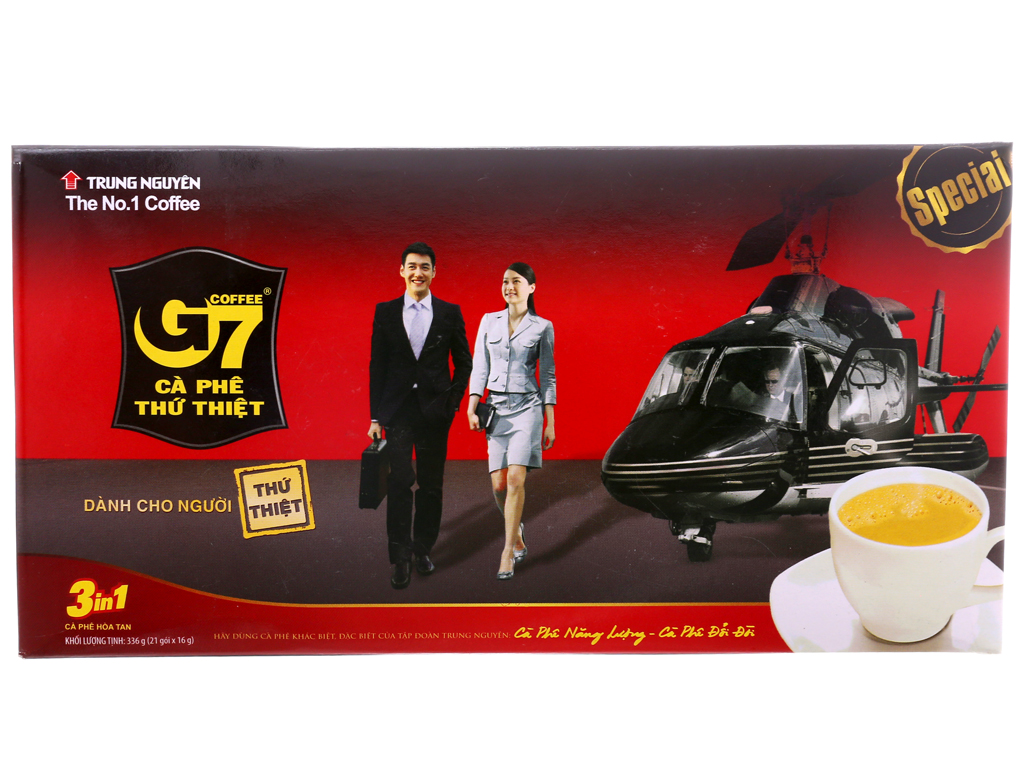 TRUNG NGUYÊN
The No.1 Coffee
Special
COFFEE®
G7
CÀ PHÊ
THỨ THIỆT
DÀNH CHO NGƯỜI
THỨ
THIỆT
3in1
CÀ PHÊ HÒA TAN
KHỐI LƯỢNG TỊNH: 336 g (21 gói x 16 g)
HÃY DÙNG CÀ PHÊ KHÁC BIỆT, ĐẶC BIỆT CỦA TẬP ĐOÀN TRUNG NGUYÊN: Cà Phê Năng Lượng - Cà Phê Đổi Đời